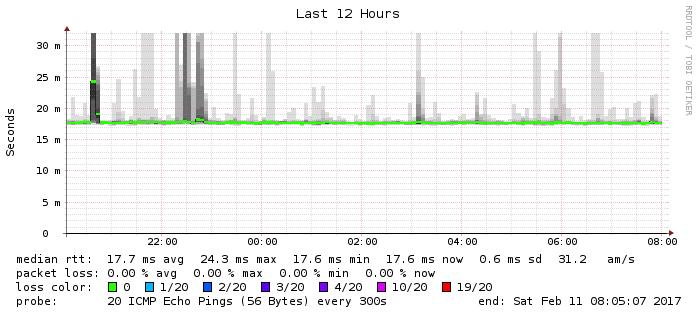 Last 12 Hours
RRDTOOL / TOBI OETIKER
Seconds
30 m
25 m
20 m
15 m
10 m
5 m
0
22:00 00:00 02:00 04:00 06:00 08:00
median rtt: 17.7 ms avg 24.3 ms max 17.6 ms min 17.6 ms now 0.6 ms sd 31.2 am/s
packet loss: 0.00 % avg 0.00 % max 0.00 % min 0.00 % now
loss color: 0 1/20 2/20 3/20 4/20 10/20 19/20
probe: 20 ICMP Echo Pings (56 Bytes) every 300s end: Sat Feb 11 08:05:07 2017